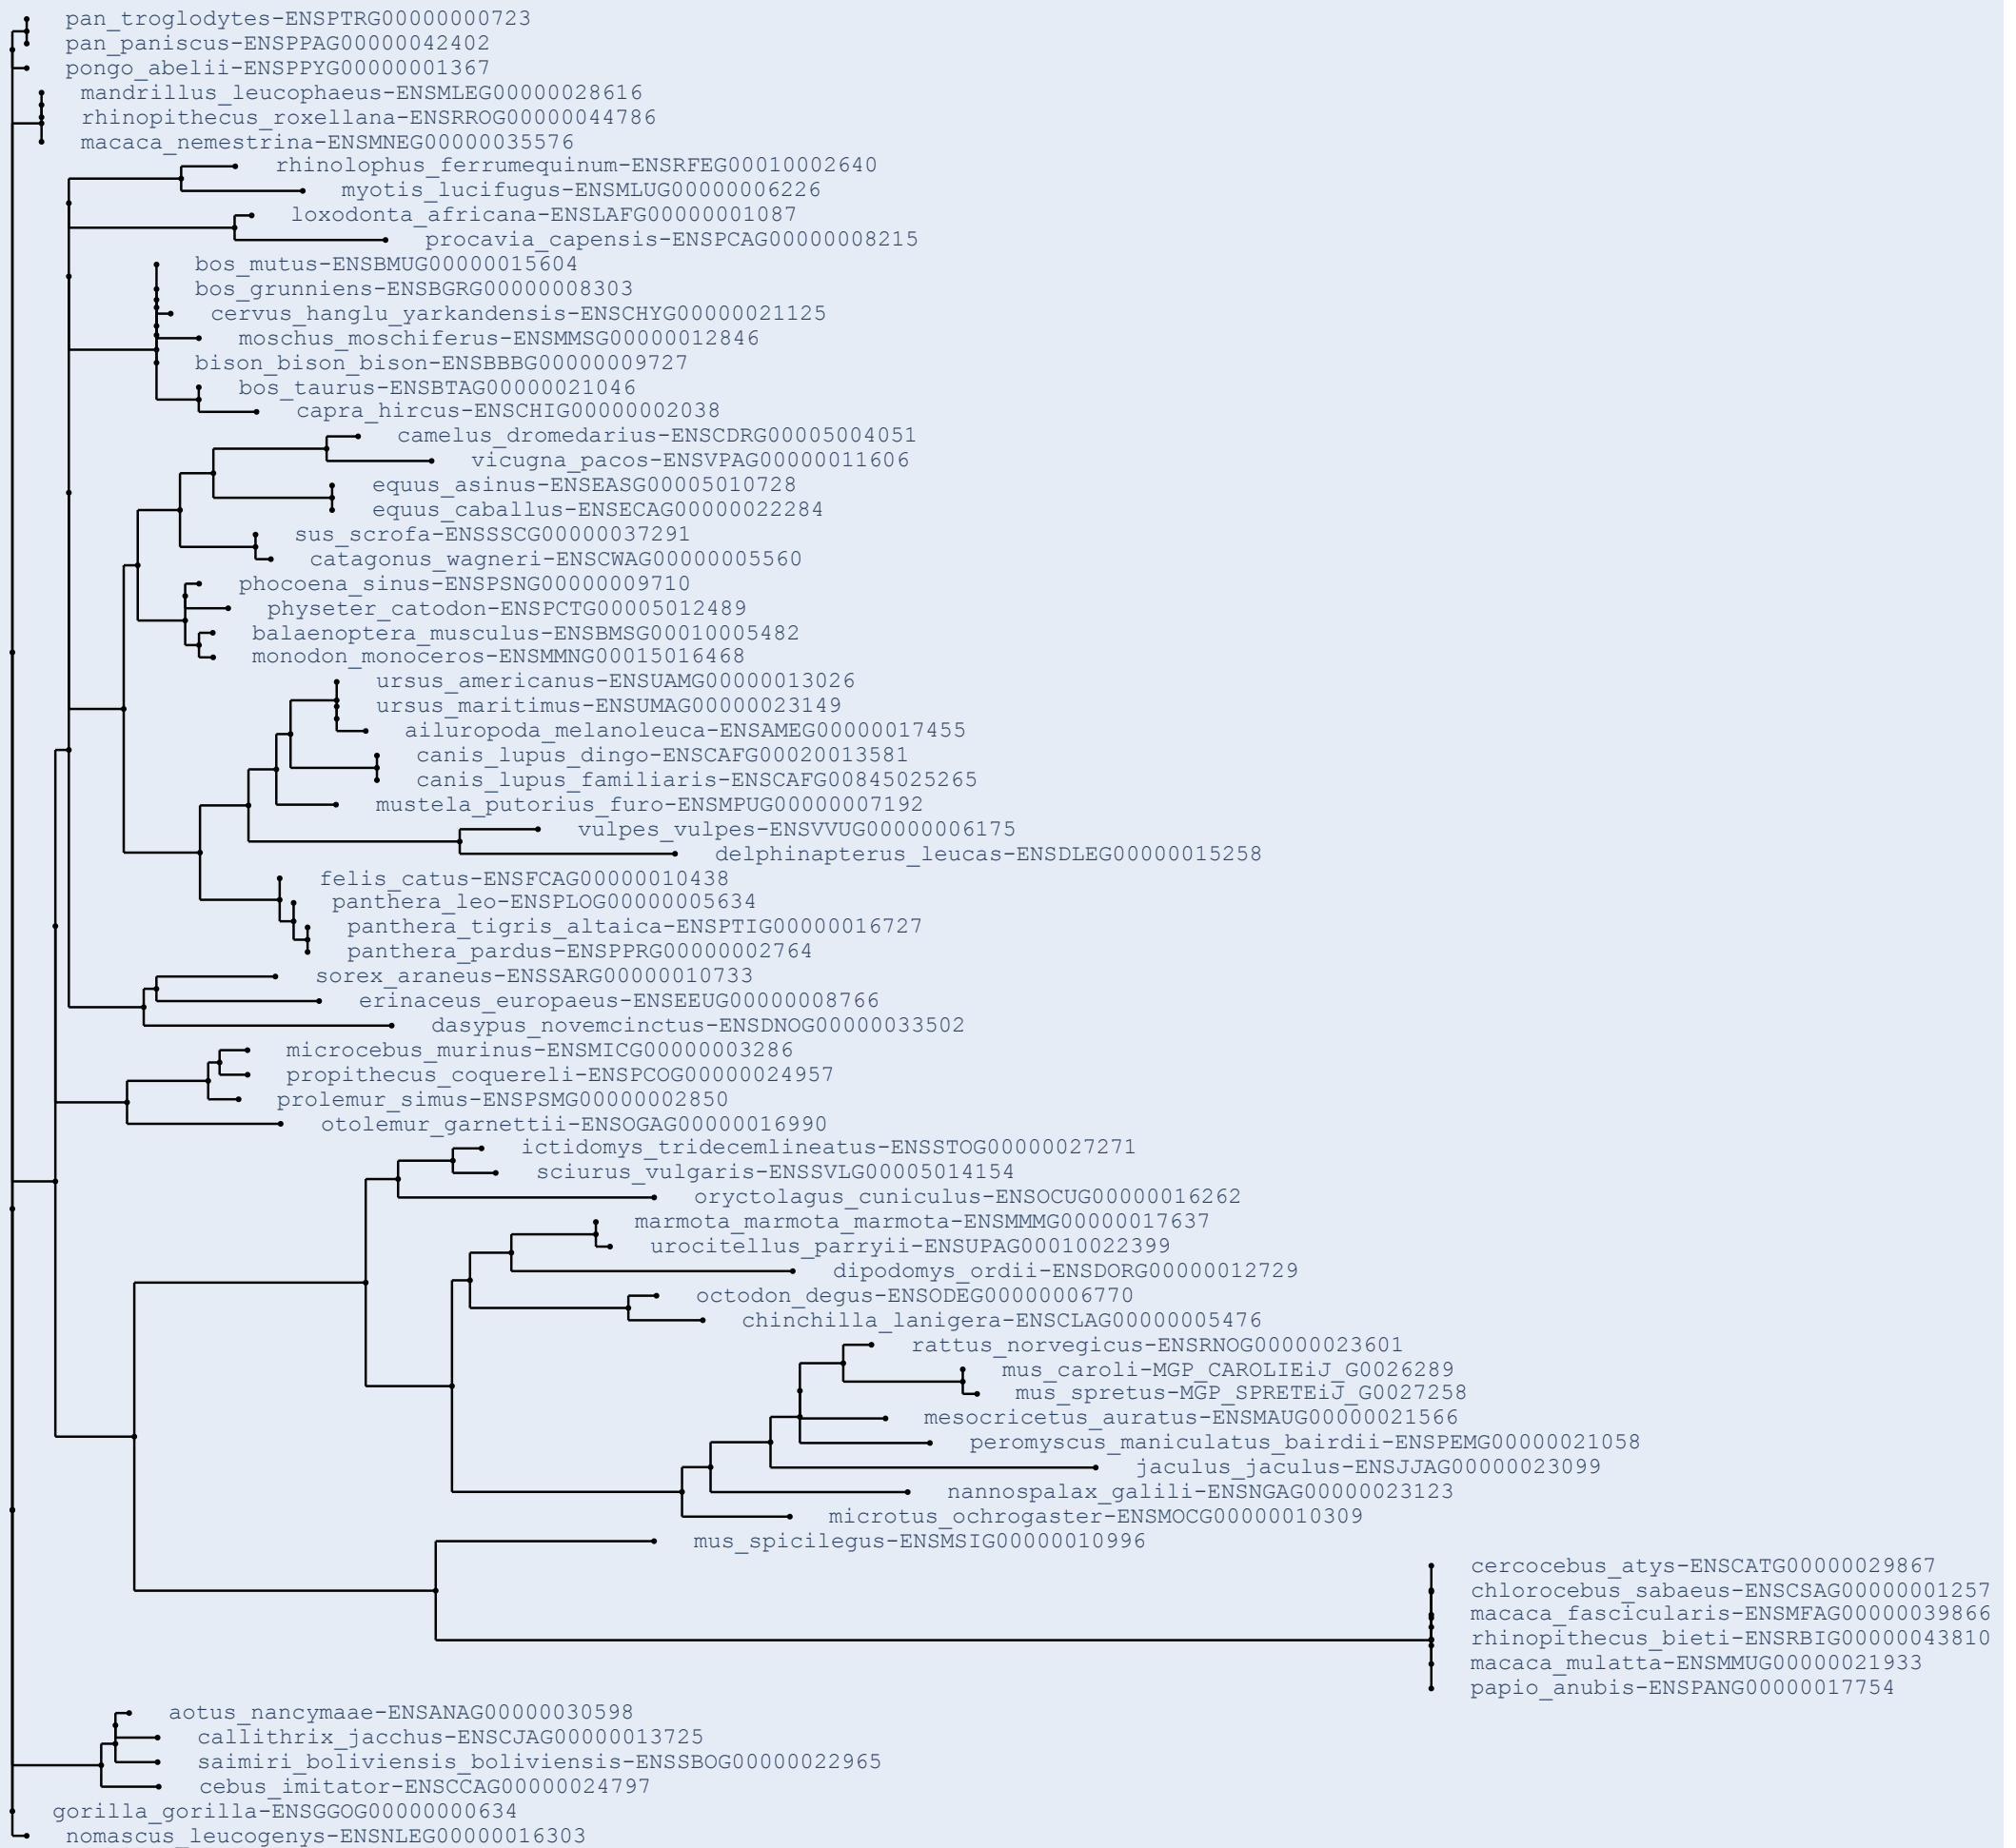 pan_troglodytes-ENSPTRG00000000723
pan_paniscus-ENSPPAG00000042402
pongo_abelii-ENSPPYG00000001367
mandrillus_leucophaeus-ENSMLEG00000028616
rhinopithecus_roxellana-ENSRROG00000044786
macaca_nemestrina-ENSMNEG00000035576
rhinolophus_ferrumequinum-ENSRFEG00010002640
myotis_lucifugus-ENSMLUG00000006226
loxodonta_africana-ENSLAFG00000001087
procavia_capensis-ENSPCAG00000008215
bos_mutus-ENSBMUG00000015604
bos_grunniens-ENSBGRG00000008303
cervus_hanglu_yarkandensis-ENSCHYG00000021125
moschus_moschiferus-ENSMMSG00000012846
bison_bison_bison-ENSBBBG00000009727
bos_taurus-ENSBTAG00000021046
capra_hircus-ENSCHIG00000002038
camelus_dromedarius-ENSCDRG00005004051
vicugna_pacos-ENSVPAG00000011606
equus_asinus-ENSEASG00005010728
equus_caballus-ENSECAG00000022284
sus_scrofa-ENSSSCG00000037291
catagonus_wagneri-ENSCWAG00000005560
phocoena_sinus-ENSPSNG00000009710
physeter_catodon-ENSPCTG00005012489
balaenoptera_musculus-ENSBMSG00010005482
monodon_monoceros-ENSMMNG00015016468
ursus_americanus-ENSUAMG00000013026
ursus_maritimus-ENSUMAG00000023149
ailuropoda_melanoleuca-ENSAMEG00000017455
canis_lupus_dingo-ENSCAFG00020013581
canis_lupus_familiaris-ENSCAFG00845025265
mustela_putorius_furo-ENSMPUG00000007192
vulpes_vulpes-ENSVVUG00000006175
delphinapterus_leucas-ENSDLEG00000015258
felis_catus-ENSFCAG00000010438
panthera_leo-ENSPLOG00000005634
panthera_tigris_altaica-ENSPTIG00000016727
panthera_pardus-ENSPPRG00000002764
sorex_araneus-ENSSARG00000010733
erinaceus_europaeus-ENSEEUG00000008766
dasypus_novemcinctus-ENSDNOG00000033502
microcebus_murinus-ENSMICG00000003286
propithecus_coquereli-ENSPCOG00000024957
prolemur_simus-ENSPSMG00000002850
otolemur_garnettii-ENSOGAG00000016990
ictidomys_tridecemlineatus-ENSSTOG00000027271
sciurus_vulgaris-ENSSVLG00005014154
oryctolagus_cuniculus-ENSOCUG00000016262
marmota_marmota_marmota-ENSMMMG00000017637
urocitellus_parryii-ENSUPAG00010022399
dipodomys_ordii-ENSDORG00000012729
octodon_degus-ENSODEG00000006770
chinchilla_lanigera-ENSCLAG00000005476
rattus_norvegicus-ENSRNOG00000023601
mus_caroli-MGP_CAROLIEiJ_G0026289
mus_spretus-MGP_SPRETEiJ_G0027258
mesocricetus_auratus-ENSMAUG00000021566
peromyscus_maniculatus_bairdii-ENSPEMG00000021058
jaculus_jaculus-ENSJJAG00000023099
nannospalax_galili-ENSNGAG00000023123
microtus_ochrogaster-ENSMOCG00000010309
mus_spicilegus-ENSMSIG00000010996
cercocebus_atys-ENSCATG00000029867
chlorocebus_sabaeus-ENSCSAG00000001257
macaca_fascicularis-ENSMFAG00000039866
rhinopithecus_bieti-ENSRBIG00000043810
macaca_mulatta-ENSMMUG00000021933
papio_anubis-ENSPANG00000017754
aotus_nancymaae-ENSANAG00000030598
callithrix_jacchus-ENSCJAG00000013725
saimiri_boliviensis_boliviensis-ENSSBOG00000022965
cebus_imitator-ENSCCAG00000024797
gorilla_gorilla-ENSGGOG00000000634
nomascus_leucogenys-ENSNLEG00000016303